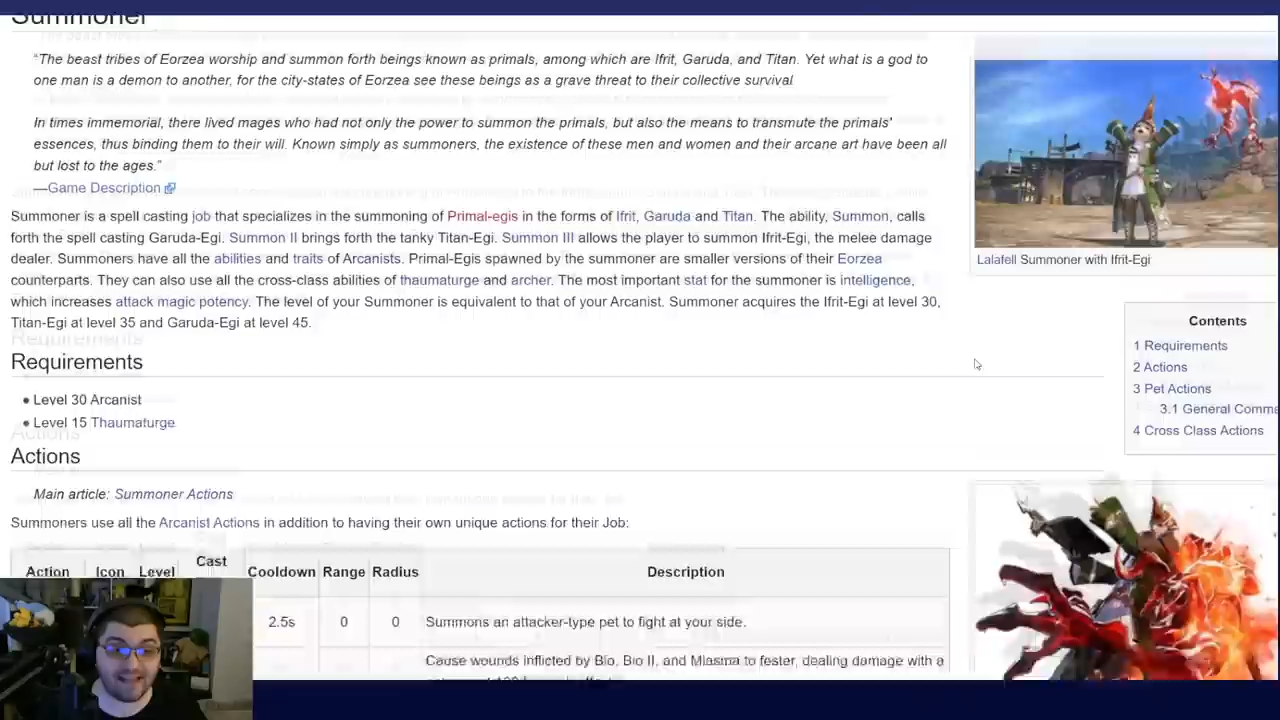 Summoner
“The beast tribes of Eorzea worship and summon forth beings known as primals, among which are Ifrit, Garuda, and Titan. Yet what is a god to
one man is a demon to another, for the city-states of Eorzea see these beings as a grave threat to their collective survival.
In times immemorial, there lived mages who had not only the power to summon the primals, but also the means to transmute the primals'
essences, thus binding them to their will. Known simply as summoners, the existence of these men and women and their arcane art have been all
but lost to the ages.”
—Game Description
Summoner is a spell casting job that specializes in the summoning of Primal-egis in the forms of Ifrit, Garuda and Titan. The ability, Summon, calls
forth the spell casting Garuda-Egi. Summon II brings forth the tanky Titan-Egi. Summon III allows the player to summon Ifrit-Egi, the melee damage
dealer. Summoners have all the abilities and traits of Arcanists. Primal-Egis spawned by the summoner are smaller versions of their Eorzea
counterparts. They can also use all the cross-class abilities of thaumaturge and archer. The most important stat for the summoner is intelligence,
which increases attack magic potency. The level of your Summoner is equivalent to that of your Arcanist. Summoner acquires the Ifrit-Egi at level 30,
Titan-Egi at level 35 and Garuda-Egi at level 45.
Lalafell Summoner with Ifrit-Egi
Contents
1 Requirements
2 Actions
3 Pet Actions
3.1 General Comma
4 Cross Class Actions
Requirements
Level 30 Arcanist
Level 15 Thaumaturge
Actions
Main article: Summoner Actions
Summoners use all the Arcanist Actions in addition to having their own unique actions for their Job:
Action Icon Level Cast Cooldown Range Radius Description
2.5s 0 0 Summons an attacker-type pet to fight at your side.
Cause wounds inflicted by Bio, Bio II, and Miasma to fester, dealing damage with a